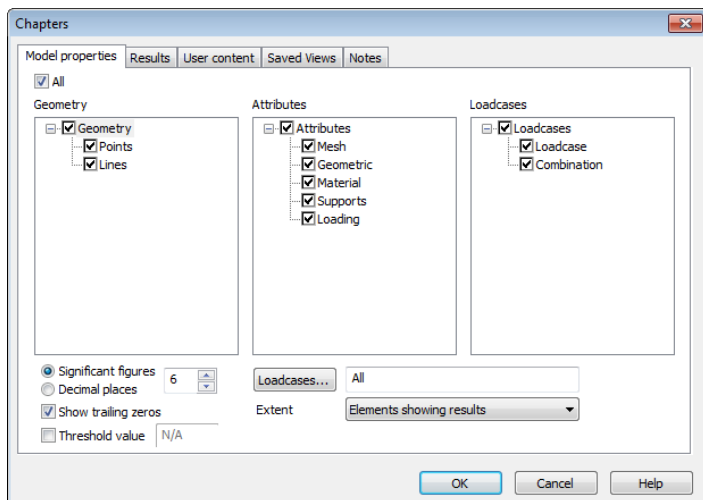 Chapters
Model properties Results User content Saved Views Notes
All
Geometry Attributes Loadcases
Geometry Attributes Loadcases
Points Mesh Loadcase
Lines Geometric Combination
Material
Supports
Loading
Significant figures
Decimal places
6
Loadcases... All
Show trailing zeros
Extent Elements showing results
Threshold value N/A
OK Cancel Help